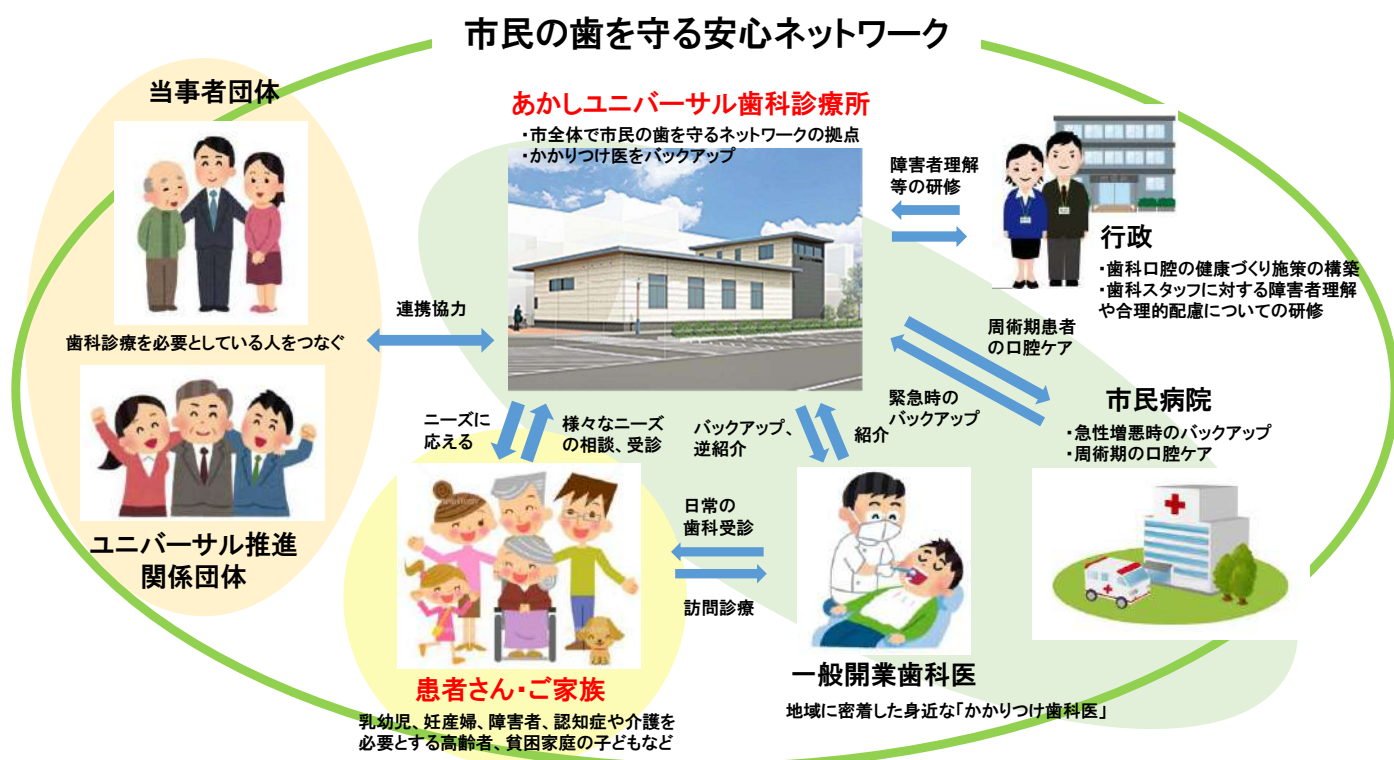 市民の歯を守る安心ネットワーク
当事者団体
歯科診療を必要としている人をつなぐ
ユニバーサル推進
関係団体
連携協力
あかしユニバーサル歯科診療所
・市全体で市民の歯を守るネットワークの拠点
・かかりつけ医をバックアップ
障害者理解
等の研修
行政
・歯科口腔の健康づくり施策の構築
・歯科スタッフに対する障害者理解
や合理的配慮についての研修
周術期患者
の口腔ケア
緊急時の
バックアップ
市民病院
・急性増悪時のバックアップ
・周術期の口腔ケア
ニーズに
応える
様々なニーズ
の相談、受診
バックアップ、
逆紹介
紹介
日常の
歯科受診
訪問診療
患者さん・ご家族
乳幼児、妊産婦、障害者、認知症や介護を
必要とする高齢者、貧困家庭の子どもなど
一般開業歯科医
地域に密着した身近な「かかりつけ歯科医」